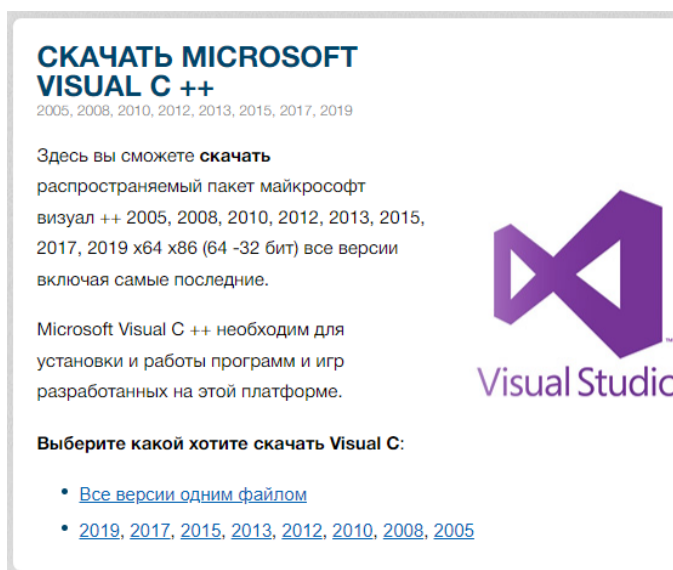 СКАЧАТЬ MICROSOFT
VISUAL C ++
2005, 2008, 2010, 2012, 2013, 2015, 2017, 2019
Здесь вы сможете скачать
распространяемый пакет майкрософт
визуал ++ 2005, 2008, 2010, 2012, 2013, 2015,
2017, 2019 x64 x86 (64 -32 бит) все версии
включая самые последние.
Microsoft Visual C ++ необходим для
установки и работы программ и игр
разработанных на этой платформе.
Visual Studio
Выберите какой хотите скачать Visual C:
• Все версии одним файлом
• 2019, 2017, 2015, 2013, 2012, 2010, 2008, 2005